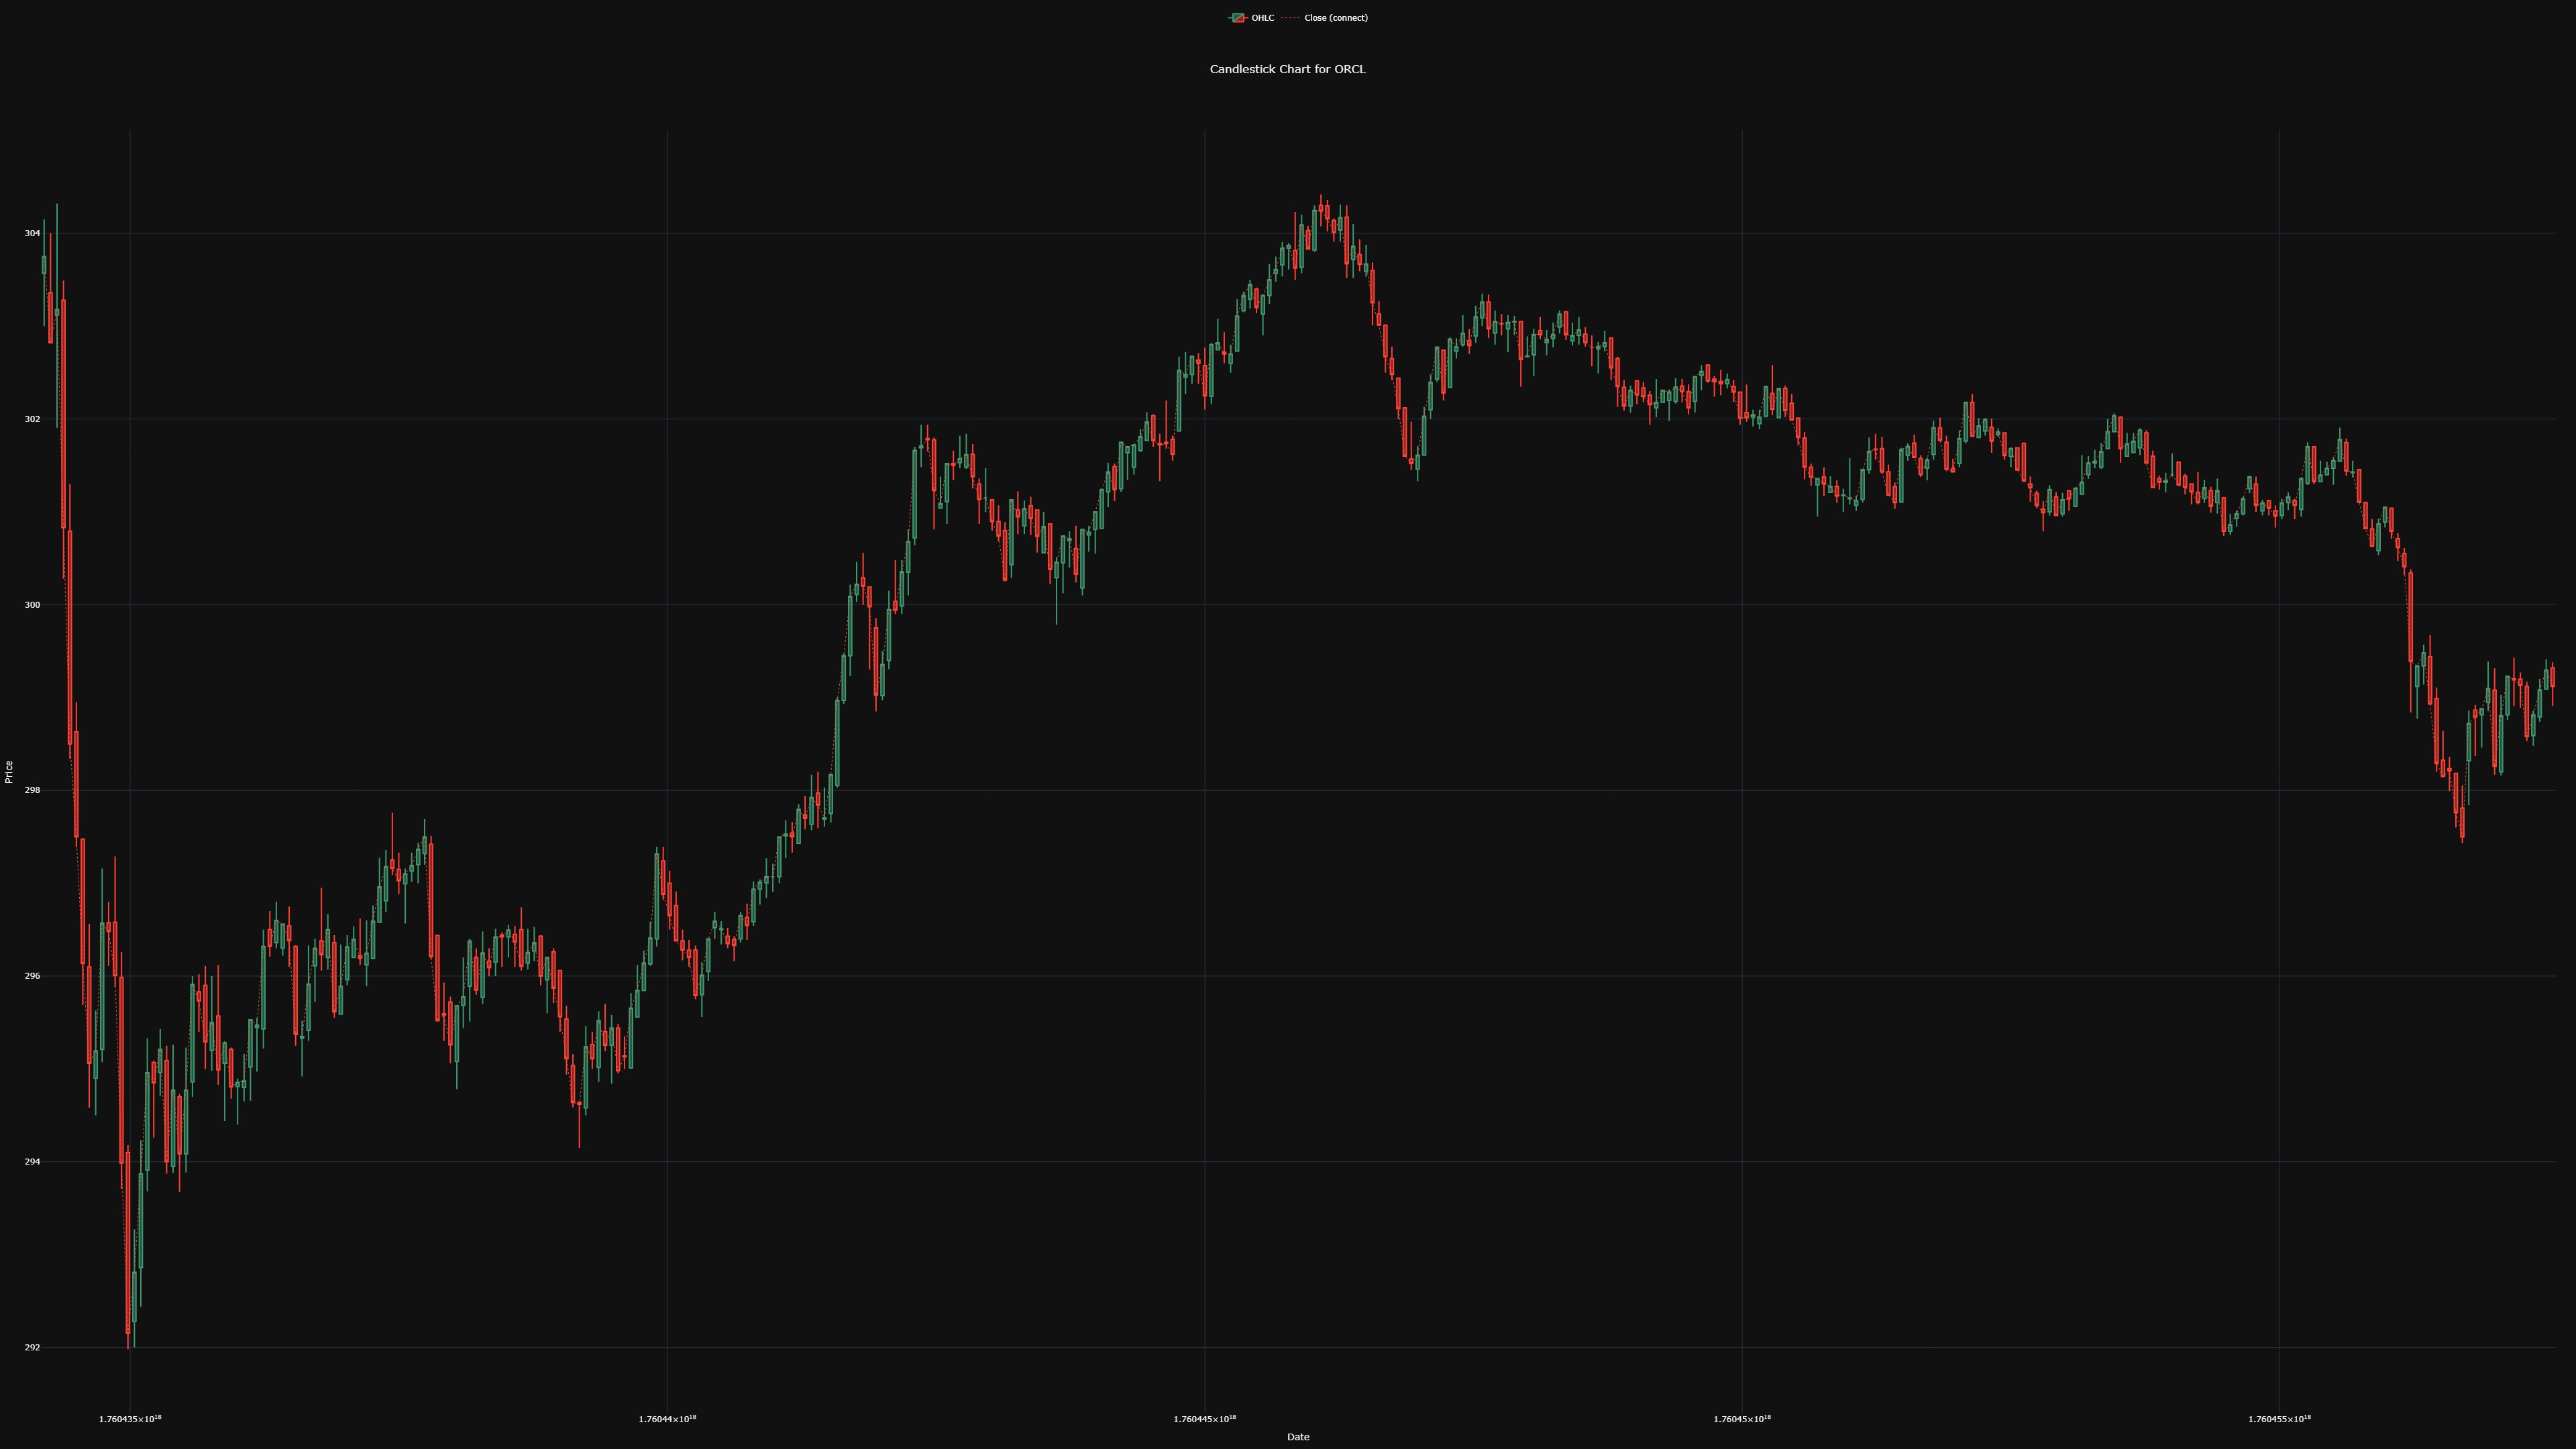 OHLC Close (connect)
Candlestick Chart for ORCL
304
302
300
298
296
294
292
Price
1.760435×10¹⁸ 1.76044×10¹⁸ 1.760445×10¹⁸ 1.76045×10¹⁸ 1.760455×10¹⁸
Date